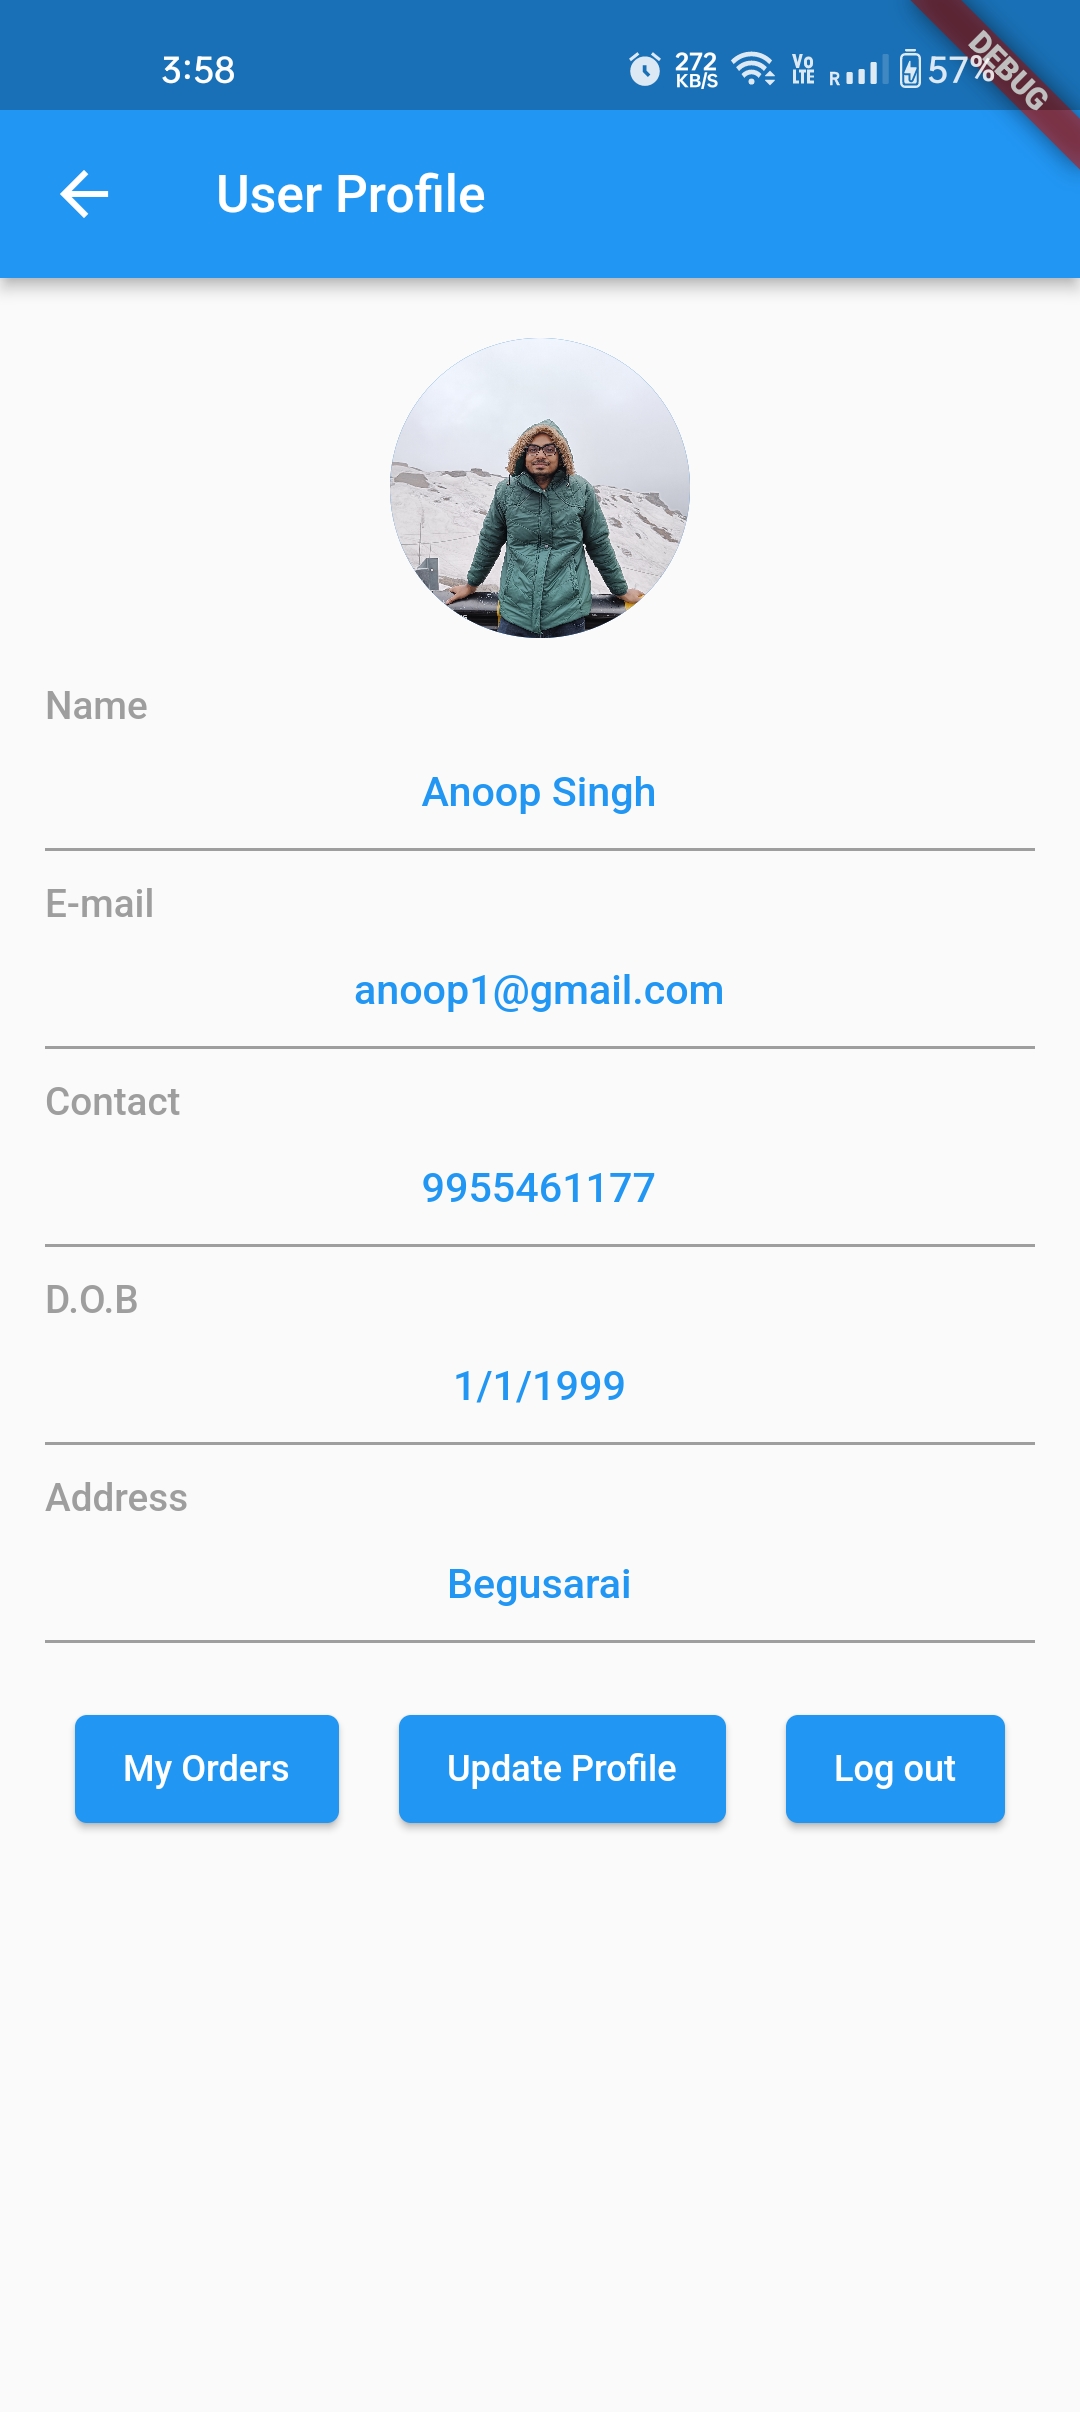 3:58
272
KB/S
Vo
LTE
R
57%
DEBUG
User Profile
Name
Anoop Singh
E-mail
anoop1@gmail.com
Contact
9955461177
D.O.B
1/1/1999
Address
Begusarai
My Orders
Update Profile
Log out